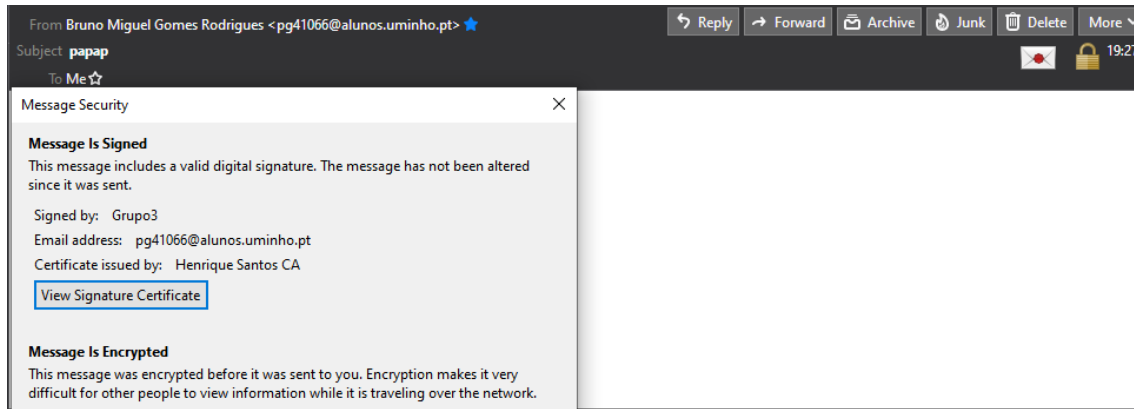 From Bruno Miguel Gomes Rodrigues <pg41066@alunos.uminho.pt>
Reply
Forward
Archive
Junk
Delete
More
Subject papap
19:27
To Me
Message Security
Message Is Signed
This message includes a valid digital signature. The message has not been altered
since it was sent.
Signed by: Grupo3
Email address: pg41066@alunos.uminho.pt
Certificate issued by: Henrique Santos CA
View Signature Certificate
Message Is Encrypted
This message was encrypted before it was sent to you. Encryption makes it very
difficult for other people to view information while it is traveling over the network.